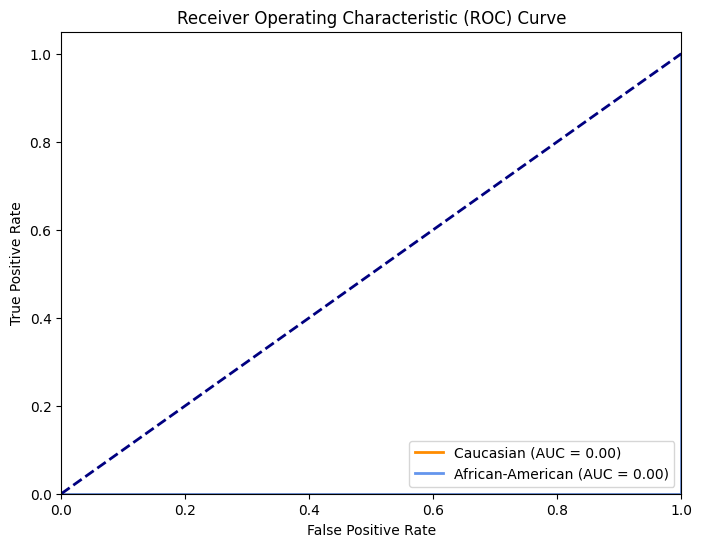 Receiver Operating Characteristic (ROC) Curve
1.0
0.8
0.6
0.4
0.2
0.0
True Positive Rate
Caucasian (AUC = 0.00)
African-American (AUC = 0.00)
0.0 0.2 0.4 0.6 0.8 1.0
False Positive Rate